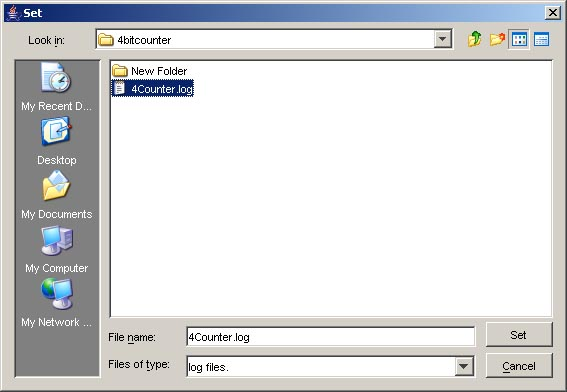 Set
Look in: 4bitcounter
New Folder
4Counter.log
My Recent D...
Desktop
My Documents
My Computer
My Network ...
File name: 4Counter.log Set
Files of type: log files. Cancel